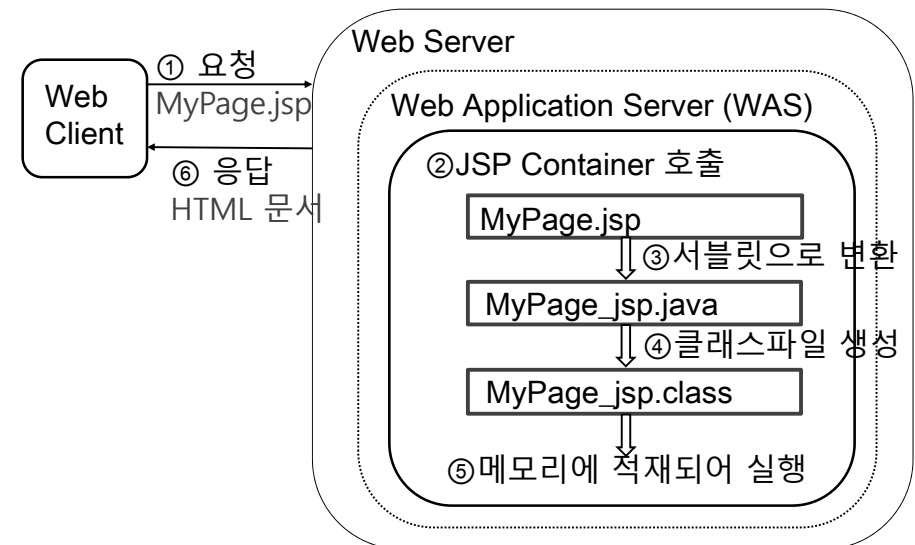 Web Server
① 요청
MyPage.jsp
Web
Client
⑥ 응답
HTML 문서
Web Application Server (WAS)
②JSP Container 호출
MyPage.jsp
③서블릿으로 변환
MyPage_jsp.java
④클래스파일 생성
MyPage_jsp.class
⑤메모리에 적재되어 실행